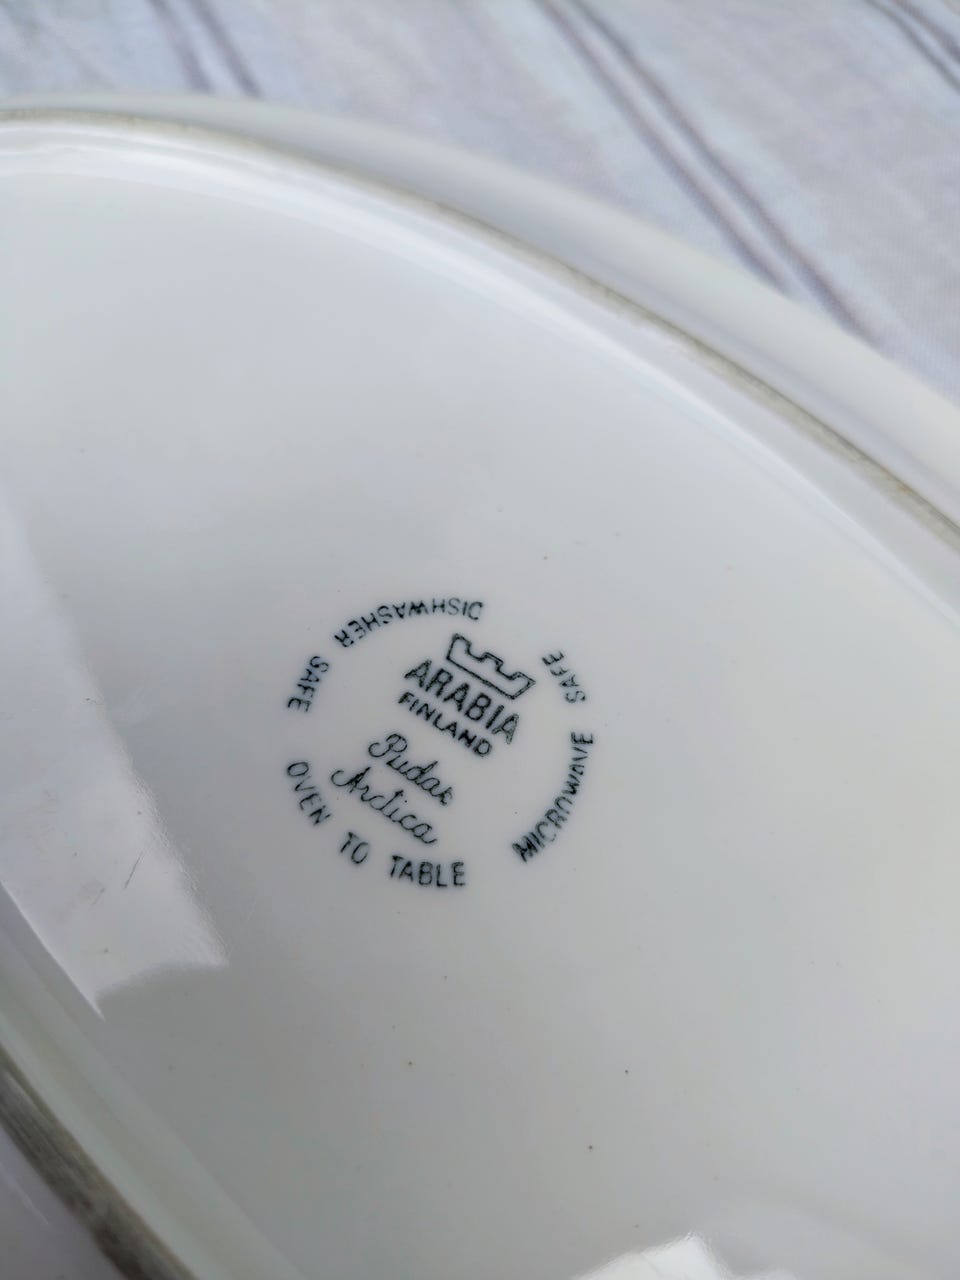 ARABIA
FINLAND
Pudas
Arctica
OVEN TO TABLE
MICROWAVE SAFE
DISHWASHER SAFE